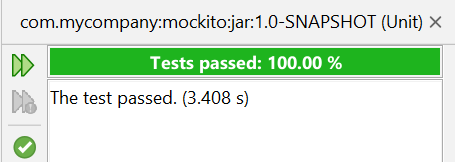 com.mycompany:mockito:jar:1.0-SNAPSHOT (Unit)
Tests passed: 100.00 %
The test passed. (3.408 s)